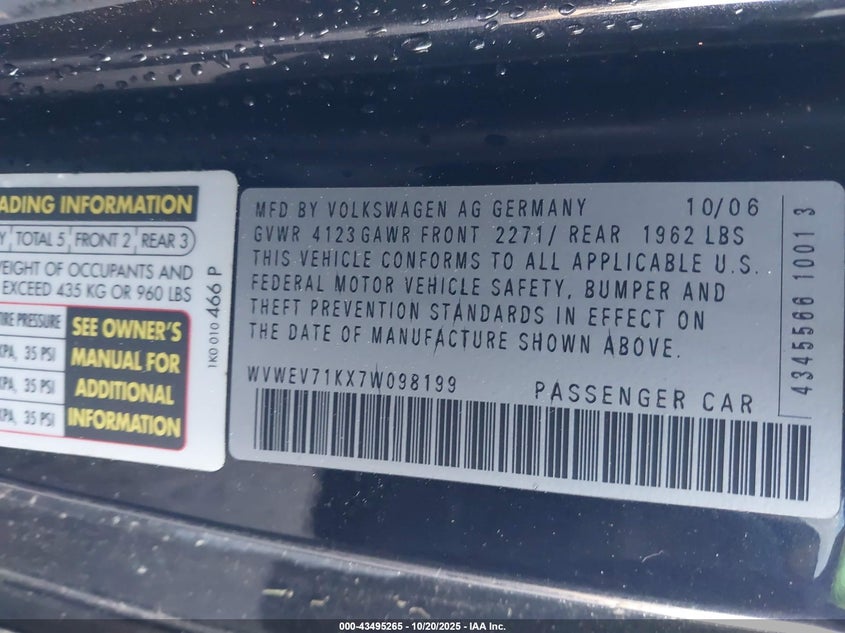 ADING INFORMATION
Y TOTAL 5 FRONT 2 REAR 3
WEIGHT OF OCCUPANTS AND
EXCEED 435 KG OR 960 LBS
TIRE PRESSURE
KPA, 35 PSI
KPA, 35 PSI
KPA, 35 PSI
SEE OWNER'S
MANUAL FOR
ADDITIONAL
INFORMATION
1K0 010 466 P
MFD BY VOLKSWAGEN AG GERMANY 10/06
GVWR 4123 GAWR FRONT 2271/ REAR 1962 LBS
THIS VEHICLE CONFORMS TO ALL APPLICABLE U.S.
FEDERAL MOTOR VEHICLE SAFETY, BUMPER AND
THEFT PREVENTION STANDARDS IN EFFECT ON
THE DATE OF MANUFACTURE SHOWN ABOVE.
WVWEV71KX7W098199 PASSENGER CAR
4345566 1001 3
000-43495265 - 10/20/2025 - IAA Inc.